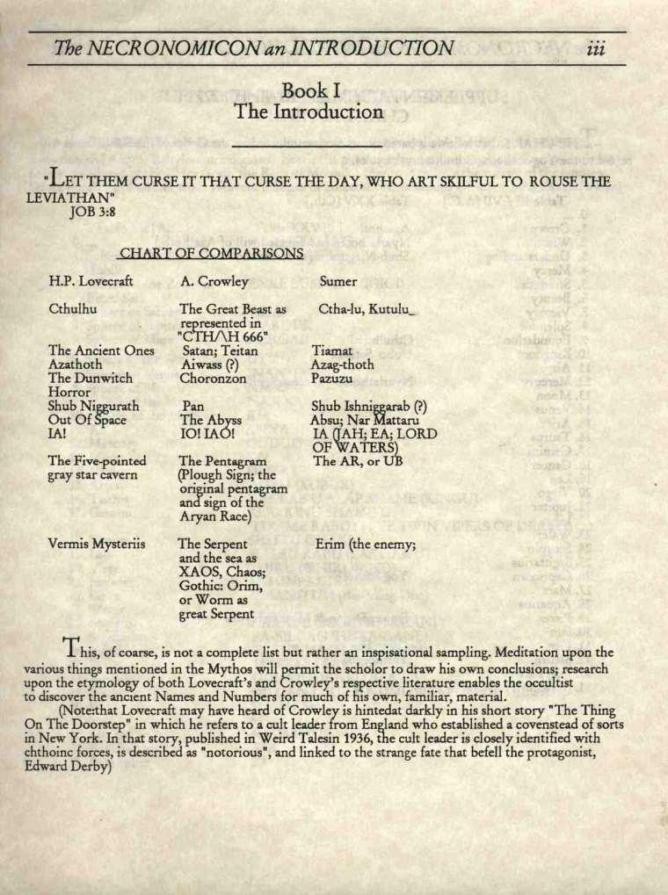 The NECRONOMICON an INTRODUCTION iii
Book I
The Introduction
"LET THEM CURSE IT THAT CURSE THE DAY, WHO ART SKILFUL TO ROUSE THE
LEVIATHAN"
JOB 3:8
CHART OF COMPARISONS
H.P. Lovecraft A. Crowley Sumer
Cthulhu The Great Beast as Ctha-lu, Kutulu_
represented in
"CTH/\H 666"
The Ancient Ones Satan; Teitan Tiamat
Azathoth Aiwass (?) Azag-thoth
The Dunwitch Choronzon Pazuzu
Horror
Shub Niggurath Pan Shub Ishniggarab (?)
Out Of Space The Abyss Absu; Nar Mattaru
IA! IO! IAO! IA (JAH; EA; LORD
OF WATERS)
The Five-pointed The Pentagram The AR, or UB
gray star cavern (Plough Sign; the
original pentagram
and sign of the
Aryan Race)
Vermis Mysteriis The Serpent Erim (the enemy;
and the sea as
XAOS, Chaos;
Gothic: Orim,
or Worm as
great Serpent
This, of coarse, is not a complete list but rather an inspisational sampling. Meditation upon the
various things mentioned in the Mythos will permit the scholor to draw his own conclusions; research
upon the etymology of both Lovecraft's and Crowley's respective literature enables the occultist
to discover the ancient Names and Numbers for much of his own, familiar, material.
(Note:that Lovecraft may have heard of Crowley is hintedat darkly in his short story "The Thing
On The Doorstep" in which he refers to a cult leader from England who established a covenstead of sorts
in New York. In that story, published in Weird Talesin 1936, the cult leader is closely identified with
chthoinc forces, is described as "notorious", and linked to the strange fate that befell the protagonist,
Edward Derby)